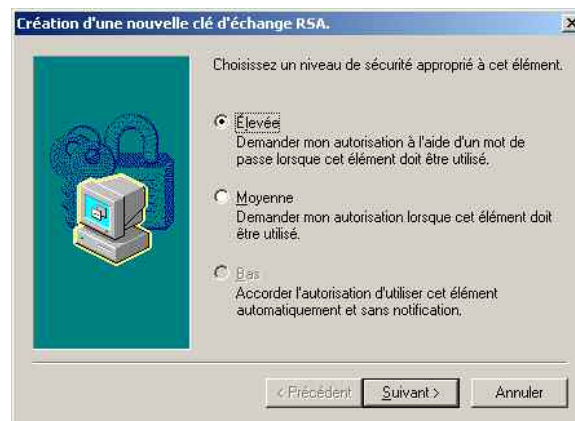 Création d'une nouvelle clé d'échange RSA.
Choisissez un niveau de sécurité approprié à cet élément.
Élevée
Demander mon autorisation à l'aide d'un mot de
passe lorsque cet élément doit être utilisé.
Moyenne
Demander mon autorisation lorsque cet élément doit
être utilisé.
Bas
Accorder l'autorisation d'utiliser cet élément
automatiquement et sans notification.
< Précédent Suivant > Annuler